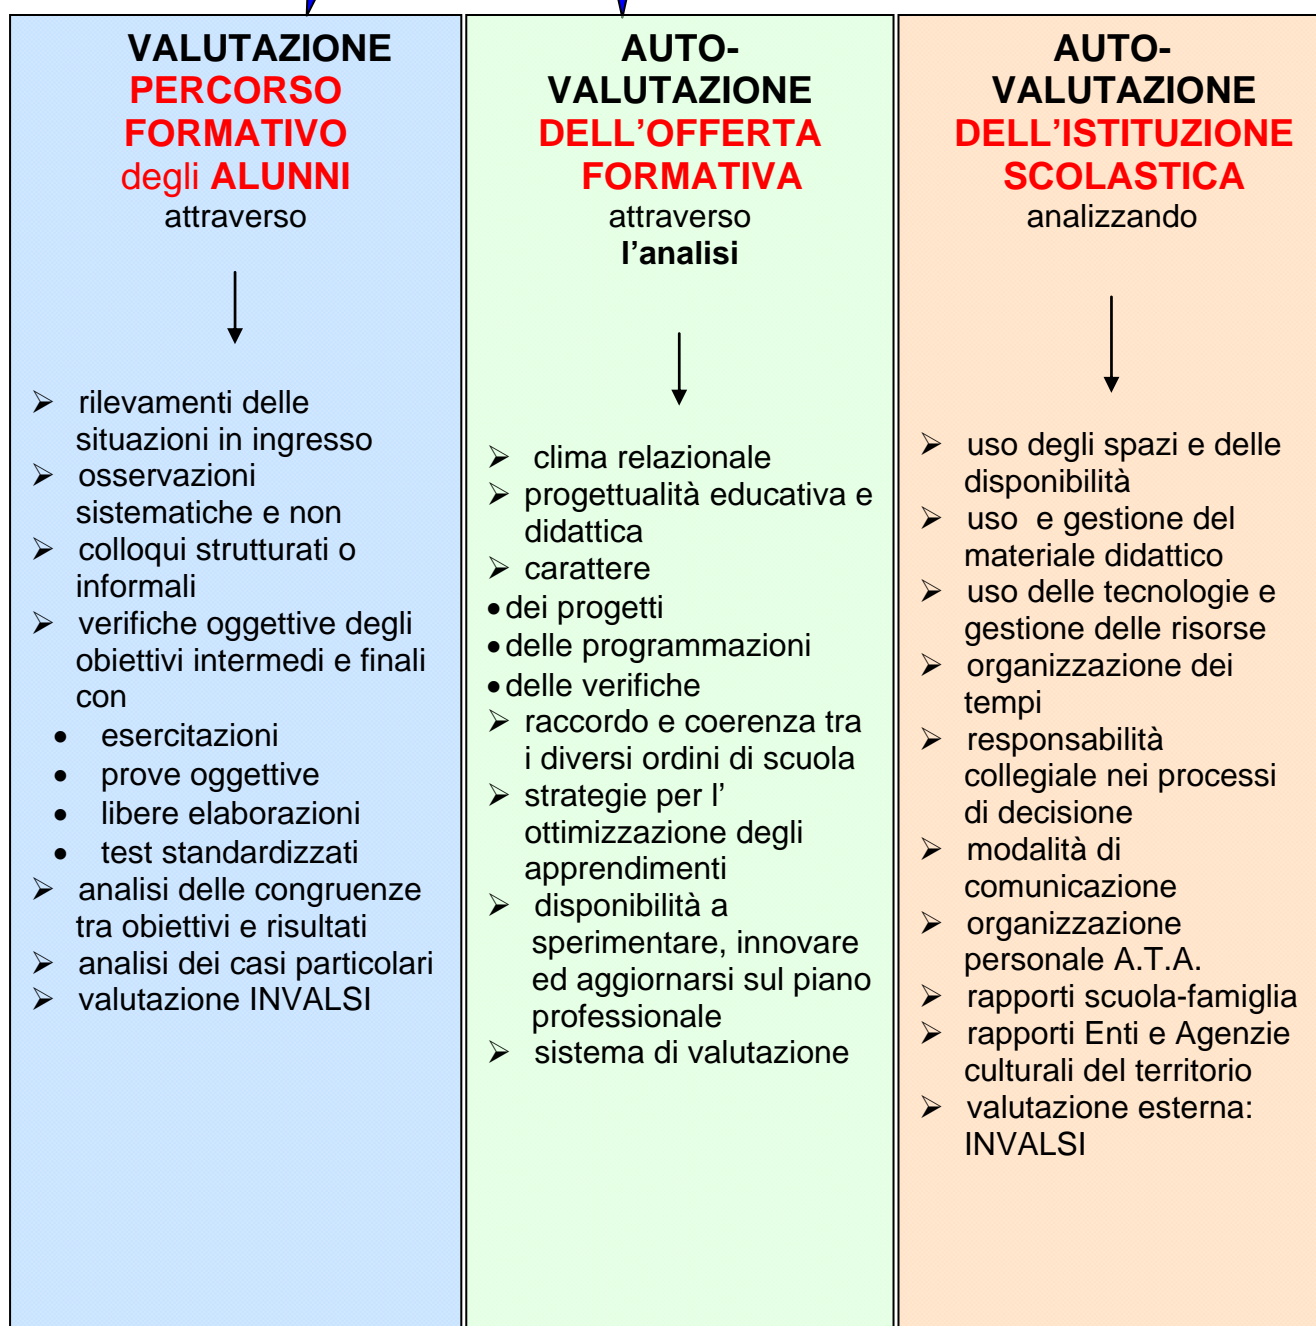 VALUTAZIONE
PERCORSO
FORMATIVO
degli ALUNNI
attraverso
➢ rilevamenti delle
situazioni in ingresso
➢ osservazioni
sistematiche e non
➢ colloqui strutturati o
informali
➢ verifiche oggettive degli
obiettivi intermedi e finali
con
• esercitazioni
• prove oggettive
• libere elaborazioni
• test standardizzati
➢ analisi delle congruenze
tra obiettivi e risultati
➢ analisi dei casi particolari
➢ valutazione INVALSI
AUTO-
VALUTAZIONE
DELL’OFFERTA
FORMATIVA
attraverso
l’analisi
➢ clima relazionale
➢ progettualità educativa e
didattica
➢ carattere
• dei progetti
• delle programmazioni
• delle verifiche
➢ raccordo e coerenza tra
i diversi ordini di scuola
➢ strategie per l’
ottimizzazione degli
apprendimenti
➢ disponibilità a
sperimentare, innovare
ed aggiornarsi sul piano
professionale
➢ sistema di valutazione
AUTO-
VALUTAZIONE
DELL’ISTITUZIONE
SCOLASTICA
analizzando
➢ uso degli spazi e delle
disponibilità
➢ uso e gestione del
materiale didattico
➢ uso delle tecnologie e
gestione delle risorse
➢ organizzazione dei
tempi
➢ responsabilità
collegiale nei processi
di decisione
➢ modalità di
comunicazione
➢ organizzazione
personale A.T.A.
➢ rapporti scuola-famiglia
➢ rapporti Enti e Agenzie
culturali del territorio
➢ valutazione esterna:
INVALSI